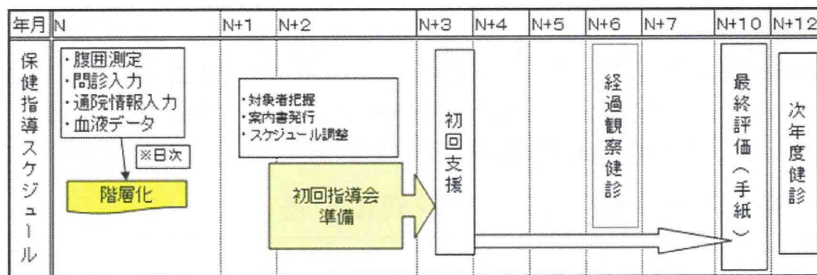 年月 N N+1 N+2 N+3 N+4 N+5 N+6 N+7 N+10 N+12
保健指導スケジュール
・腹囲測定
・問診入力
・通院情報入力
・血液データ
※日次
階層化
・対象者把握
・案内書発行
・スケジュール調整
初回指導会
準備
初回支援
経過観察健診
最終評価（手紙）
次年度健診